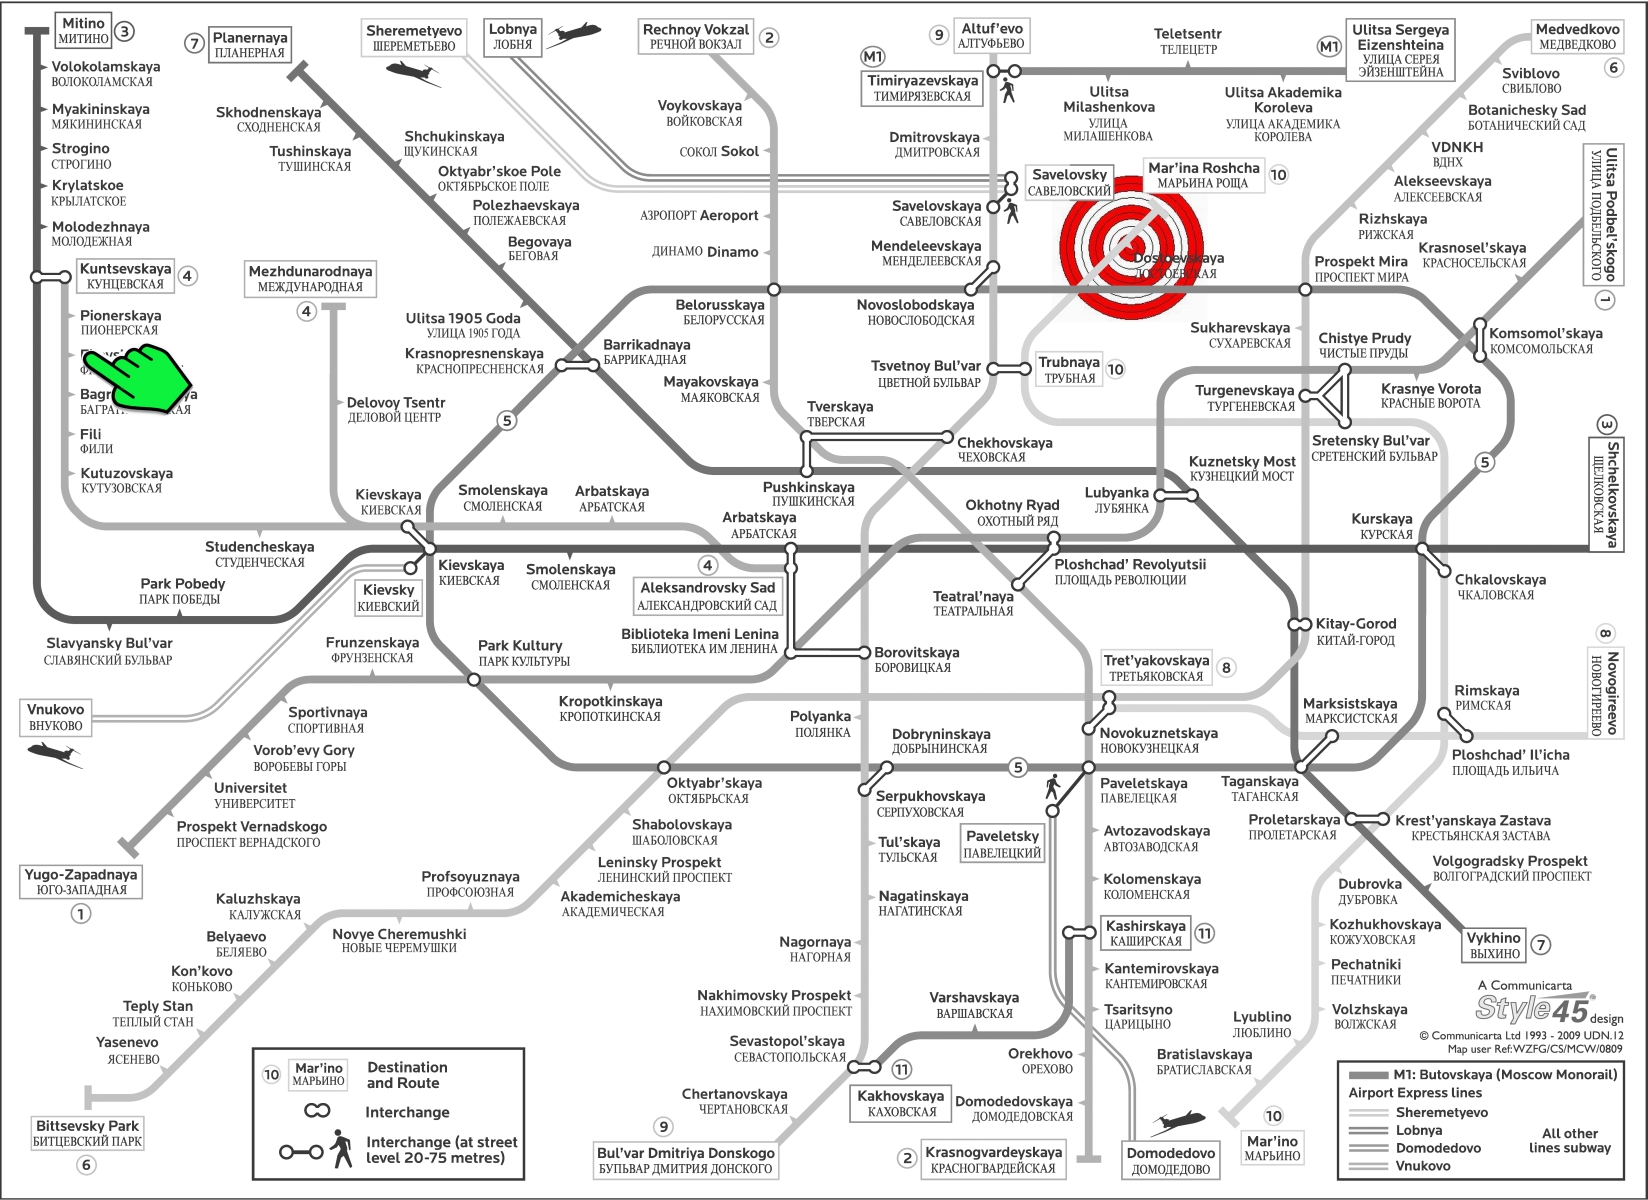 Mitino
МИТИНО
3
Volokolamskaya
ВОЛОКОЛАМСКАЯ
Myakininskaya
МЯКИНИНСКАЯ
Strogino
СТРОГИНО
Krylatskoe
КРЫЛАТСКОЕ
Molodezhnaya
МОЛОДЕЖНАЯ
Kuntsevskaya
КУНЦЕВСКАЯ
4
Pionerskaya
ПИОНЕРСКАЯ
Fili
ФИЛИ
Kutuzovskaya
КУТУЗОВСКАЯ
7
Planernaya
ПЛАНЕРНАЯ
Skhodnenskaya
СХОДНЕНСКАЯ
Tushinskaya
ТУШИНСКАЯ
Shchukinskaya
ЩУКИНСКАЯ
Oktyabr'skoe Pole
ОКТЯБРЬСКОЕ ПОЛЕ
Polezhaevskaya
ПОЛЕЖАЕВСКАЯ
Begovaya
БЕГОВАЯ
Ulitsa 1905 Goda
УЛИЦА 1905 ГОДА
Krasnopresnenskaya
КРАСНОПРЕСНЕНСКАЯ
Barrikadnaya
БАРРИКАДНАЯ
Mezhdunarodnaya
МЕЖДУНАРОДНАЯ
4
Delovoy Tsentr
ДЕЛОВОЙ ЦЕНТР
5
Sheremetyevo
ШЕРЕМЕТЬЕВО
Lobnya
ЛОБНЯ
Rechnoy Vokzal
РЕЧНОЙ ВОКЗАЛ
2
Voykovskaya
ВОЙКОВСКАЯ
СОКОЛ Sokol
АЭРОПОРТ Aeroport
ДИНАМО Dinamo
Belorusskaya
БЕЛОРУССКАЯ
Mayakovskaya
МАЯКОВСКАЯ
Tverskaya
ТВЕРСКАЯ
Pushkinskaya
ПУШКИНСКАЯ
Chekhovskaya
ЧЕХОВСКАЯ
9
Altuf'evo
АЛТУФЬЕВО
M1
Timiryazevskaya
ТИМИРЯЗЕВСКАЯ
Dmitrovskaya
ДМИТРОВСКАЯ
Savelovsky
САВЕЛОВСКИЙ
Savelovskaya
САВЕЛОВСКАЯ
Mendeleevskaya
МЕНДЕЛЕЕВСКАЯ
Novoslobodskaya
НОВОСЛОБОДСКАЯ
Tsvetnoy Bul'var
ЦВЕТНОЙ БУЛЬВАР
Trubnaya
ТРУБНАЯ
10
Teletsentr
ТЕЛЕЦЕТР
Ulitsa
Milashenkova
УЛИЦА
МИЛАШЕНКОВА
Ulitsa Akademika
Koroleva
УЛИЦА АКАДЕМИКА
КОРОЛЕВА
M1
Ulitsa Sergeya
Eizenshteina
УЛИЦА СЕРЕЯ
ЭЙЗЕНШТЕЙНА
Mar'ina Roshcha
МАРЬИНА РОЩА
10
Dostoevskaya
ДОСТОЕВСКАЯ
Medvedkovo
МЕДВЕДКОВО
6
Sviblovo
СВИБЛОВО
Botanichesky Sad
БОТАНИЧЕСКИЙ САД
VDNKH
ВДНХ
Alekseevskaya
АЛЕКСЕЕВСКАЯ
Rizhskaya
РИЖСКАЯ
Prospekt Mira
ПРОСПЕКТ МИРА
Sukharevskaya
СУХАРЕВСКАЯ
Turgenevskaya
ТУРГЕНЕВСКАЯ
Chistye Prudy
ЧИСТЫЕ ПРУДЫ
Sretensky Bul'var
СРЕТЕНСКИЙ БУЛЬВАР
Krasnye Vorota
КРАСНЫЕ ВОРОТА
Komsomol'skaya
КОМСОМОЛЬСКАЯ
Krasnosel'skaya
КРАСНОСЕЛЬСКАЯ
Ulitsa Podbel'skogo
УЛИЦА ПОДБЕЛЬСКОГО
1
5
3
Shchelkovskaya
ЩЕЛКОВСКАЯ
Kuznetsky Most
КУЗНЕЦКИЙ МОСТ
Lubyanka
ЛУБЯНКА
Okhotny Ryad
ОХОТНЫЙ РЯД
Ploshchad' Revolyutsii
ПЛОЩАДЬ РЕВОЛЮЦИИ
Teatral'naya
ТЕАТРАЛЬНАЯ
Kurskaya
КУРСКАЯ
Chkalovskaya
ЧКАЛОВСКАЯ
Kitay-Gorod
КИТАЙ-ГОРОД
Kievskaya
КИЕВСКАЯ
Smolenskaya
СМОЛЕНСКАЯ
Arbatskaya
АРБАТСКАЯ
Arbatskaya
АРБАТСКАЯ
Studencheskaya
СТУДЕНЧЕСКАЯ
Kievskaya
КИЕВСКАЯ
Smolenskaya
СМОЛЕНСКАЯ
4
Aleksandrovsky Sad
АЛЕКСАНДРОВСКИЙ САД
Kievsky
КИЕВСКИЙ
Biblioteka Imeni Lenina
БИБЛИОТЕКА ИМ ЛЕНИНА
Borovitskaya
БОРОВИЦКАЯ
Park Pobedy
ПАРК ПОБЕДЫ
Slavyansky Bul'var
СЛАВЯНСКИЙ БУЛЬВАР
Frunzenskaya
ФРУНЗЕНСКАЯ
Park Kultury
ПАРК КУЛЬТУРЫ
Kropotkinskaya
КРОПОТКИНСКАЯ
Vnukovo
ВНУКОВО
Sportivnaya
СПОРТИВНАЯ
Vorob'evy Gory
ВОРОБЕВЫ ГОРЫ
Universitet
УНИВЕРСИТЕТ
Prospekt Vernadskogo
ПРОСПЕКТ ВЕРНАДСКОГО
Yugo-Zapadnaya
ЮГО-ЗАПАДНАЯ
1
Tret'yakovskaya
ТРЕТЬЯКОВСКАЯ
8
Novokuznetskaya
НОВОКУЗНЕЦКАЯ
Polyanka
ПОЛЯНКА
Dobryninskaya
ДОБРЫНИНСКАЯ
5
Serpukhovskaya
СЕРПУХОВСКАЯ
Oktyabr'skaya
ОКТЯБРЬСКАЯ
Marksistskaya
МАРКСИСТСКАЯ
Taganskaya
ТАГАНСКАЯ
Rimskaya
РИМСКАЯ
Ploshchad' Il'icha
ПЛОЩАДЬ ИЛЬИЧА
8
Novogireevo
НОВОГИРЕЕВО
Proletarskaya
ПРОЛЕТАРСКАЯ
Krest'yanskaya Zastava
КРЕСТЬЯНСКАЯ ЗАСТАВА
Volgogradsky Prospekt
ВОЛГОГРАДСКИЙ ПРОСПЕКТ
Vykhino
ВЫХИНО
7
Dubrovka
ДУБРОВКА
Kozhukhovskaya
КОЖУХОВСКАЯ
Pechatniki
ПЕЧАТНИКИ
Volzhskaya
ВОЛЖСКАЯ
Lyublino
ЛЮБЛИНО
Bratislavskaya
БРАТИСЛАВСКАЯ
10
Mar'ino
МАРЬИНО
Paveletskaya
ПАВЕЛЕЦКАЯ
Paveletsky
ПАВЕЛЕЦКИЙ
Avtozavodskaya
АВТОЗАВОДСКАЯ
Kolomenskaya
КОЛОМЕНСКАЯ
Kashirskaya
КАШИРСКАЯ
11
Kantemirovskaya
КАНТЕМИРОВСКАЯ
Tsaritsyno
ЦАРИЦЫНО
Orekhovo
ОРЕХОВО
Domodedovskaya
ДОМОДЕДОВСКАЯ
2
Krasnogvardeyskaya
КРАСНОГВАРДЕЙСКАЯ
Domodedovo
ДОМОДЕДОВО
Tul'skaya
ТУЛЬСКАЯ
Nagatinskaya
НАГАТИНСКАЯ
Nagornaya
НАГОРНАЯ
Nakhimovsky Prospekt
НАХИМОВСКИЙ ПРОСПЕКТ
Varshavskaya
ВАРШАВСКАЯ
Sevastopol'skaya
СЕВАСТОПОЛЬСКАЯ
11
Kakhovskaya
КАХОВСКАЯ
Chertanovskaya
ЧЕРТАНОВСКАЯ
9
Bul'var Dmitriya Donskogo
БУПЬВАР ДМИТРИЯ ДОНСКОГО
Shabolovskaya
ШАБОЛОВСКАЯ
Leninsky Prospekt
ЛЕНИНСКИЙ ПРОСПЕКТ
Akademicheskaya
АКАДЕМИЧЕСКАЯ
Profsoyuznaya
ПРОФСОЮЗНАЯ
Novye Cheremushki
НОВЫЕ ЧЕРЕМУШКИ
Kaluzhskaya
КАЛУЖСКАЯ
Belyaevo
БЕЛЯЕВО
Kon'kovo
КОНЬКОВО
Teply Stan
ТЕПЛЫЙ СТАН
Yasenevo
ЯСЕНЕВО
Bittsevsky Park
БИТЦЕВСКИЙ ПАРК
6
10 Mar'ino
МАРЬИНО
Destination
and Route
Interchange
Interchange (at street
level 20-75 metres)
A Communicarta
Style45 design
© Communicarta Ltd 1993 - 2009 UDN.12
Map user Ref:WZFG/CS/MCW/0809
M1: Butovskaya (Moscow Monorail)
Airport Express lines
Sheremetyevo
Lobnya
Domodedovo
Vnukovo
All other
lines subway